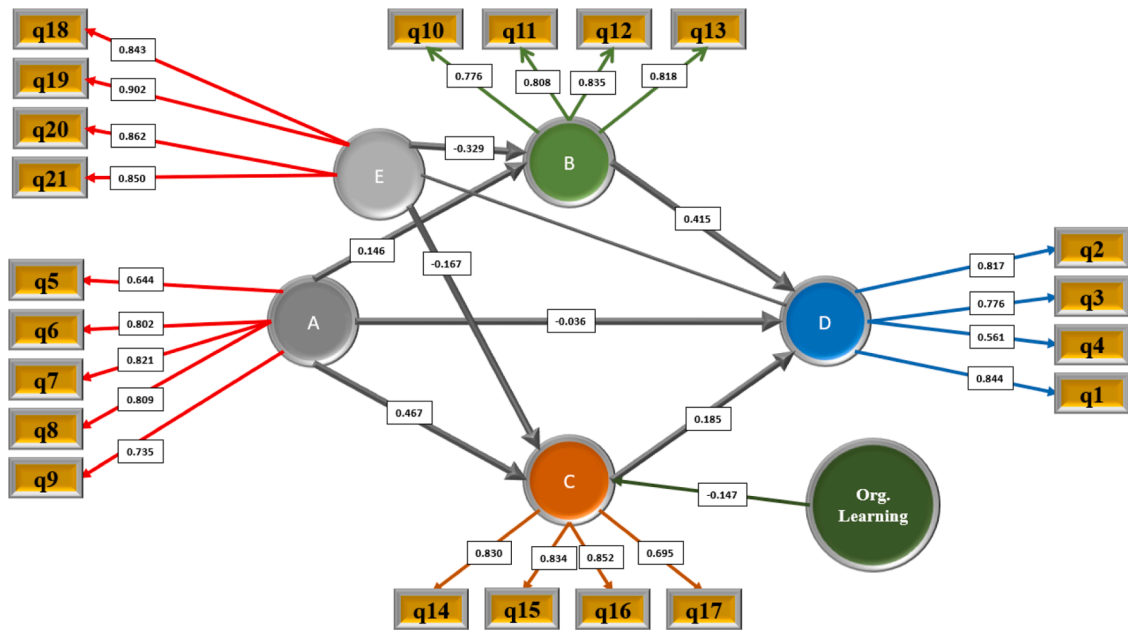 q18
q19
q20
q21
0.843
0.902
0.862
0.850
q10
q11
q12
q13
0.776
0.808
0.835
0.818
E
B
-0.329
0.146
-0.167
0.415
q5
q6
q7
q8
q9
0.644
0.802
0.821
0.809
0.735
A
-0.036
D
0.817
0.776
0.561
0.844
q2
q3
q4
q1
0.467
0.185
C
-0.147
Org.
Learning
0.830
0.834
0.852
0.695
q14
q15
q16
q17